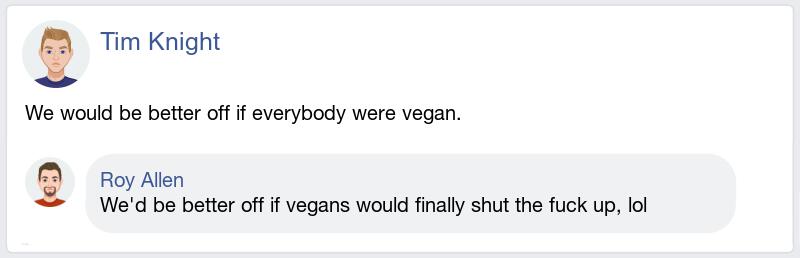 Tim Knight
We would be better off if everybody were vegan.
Roy Allen
We'd be better off if vegans would finally shut the fuck up, lol